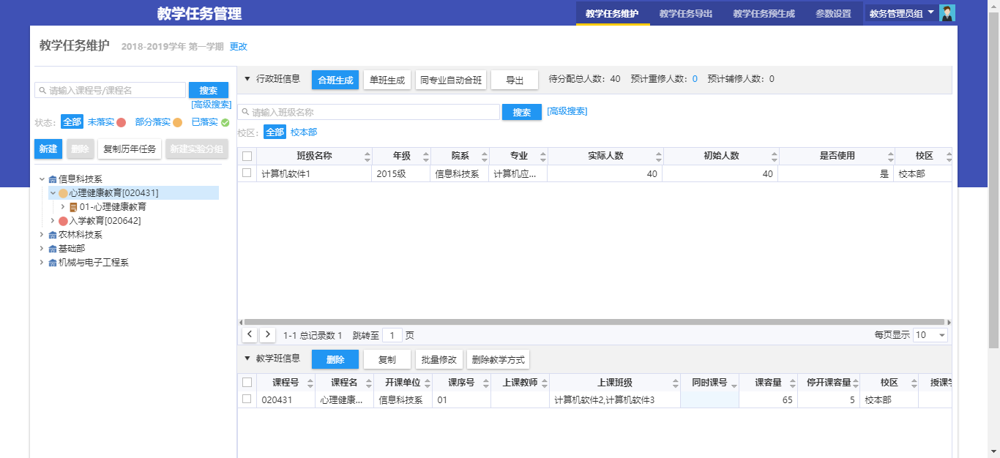 教学任务管理
教学任务维护 教学任务导出 教学任务预生成 参数设置 教务管理员组
教学任务维护 2018-2019学年 第一学期 更改
请输入课程号/课程名 搜索
[高级搜索]
状态: 全部 未落实 部分落实 已落实
新建 删除 复制历年任务 新建实验分组
信息科技系
心理健康教育[020431]
01-心理健康教育
入学教育[020642]
农林科技系
基础部
机械与电子工程系
行政班信息 合班生成 单班生成 同专业自动合班 导出 待分配总人数: 40 预计重修人数: 0 预计辅修人数: 0
请输入班级名称 搜索 [高级搜索]
校区: 全部 校本部
班级名称 年级 院系 专业 实际人数 初始人数 是否使用 校区
计算机软件1 2015级 信息科技系 计算机应... 40 40 是 校本部
1-1 总记录数 1 跳转至 1 页 每页显示 10
教学班信息 删除 复制 批量修改 删除教学方式
课程号 课程名 开课单位 课序号 上课教师 上课班级 同时课号 课容量 停开课容量 校区 授课
020431 心理健康... 信息科技系 01 计算机软件2,计算机软件3 65 5 校本部